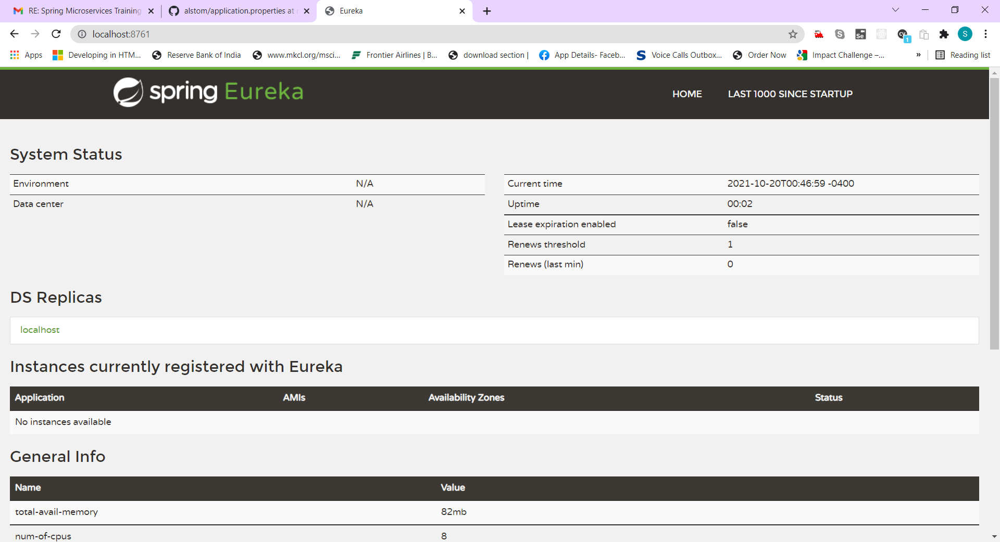 RE: Spring Microservices Training
alstom/application.properties at
Eureka
localhost:8761
Se
S
cy
1
S
Apps
Developing in HTM...
Reserve Bank of India
www.mkcl.org/msci...
Frontier Airlines | B...
download section |
App Details- Faceb...
Voice Calls Outbox...
Order Now
Impact Challenge –...
»
Reading list
spring Eureka
HOME
LAST 1000 SINCE STARTUP
System Status
Environment N/A
Data center N/A
Current time 2021-10-20T00:46:59 -0400
Uptime 00:02
Lease expiration enabled false
Renews threshold 1
Renews (last min) 0
DS Replicas
localhost
Instances currently registered with Eureka
Application AMIs Availability Zones Status
No instances available
General Info
Name Value
total-avail-memory 82mb
num-of-cpus 8